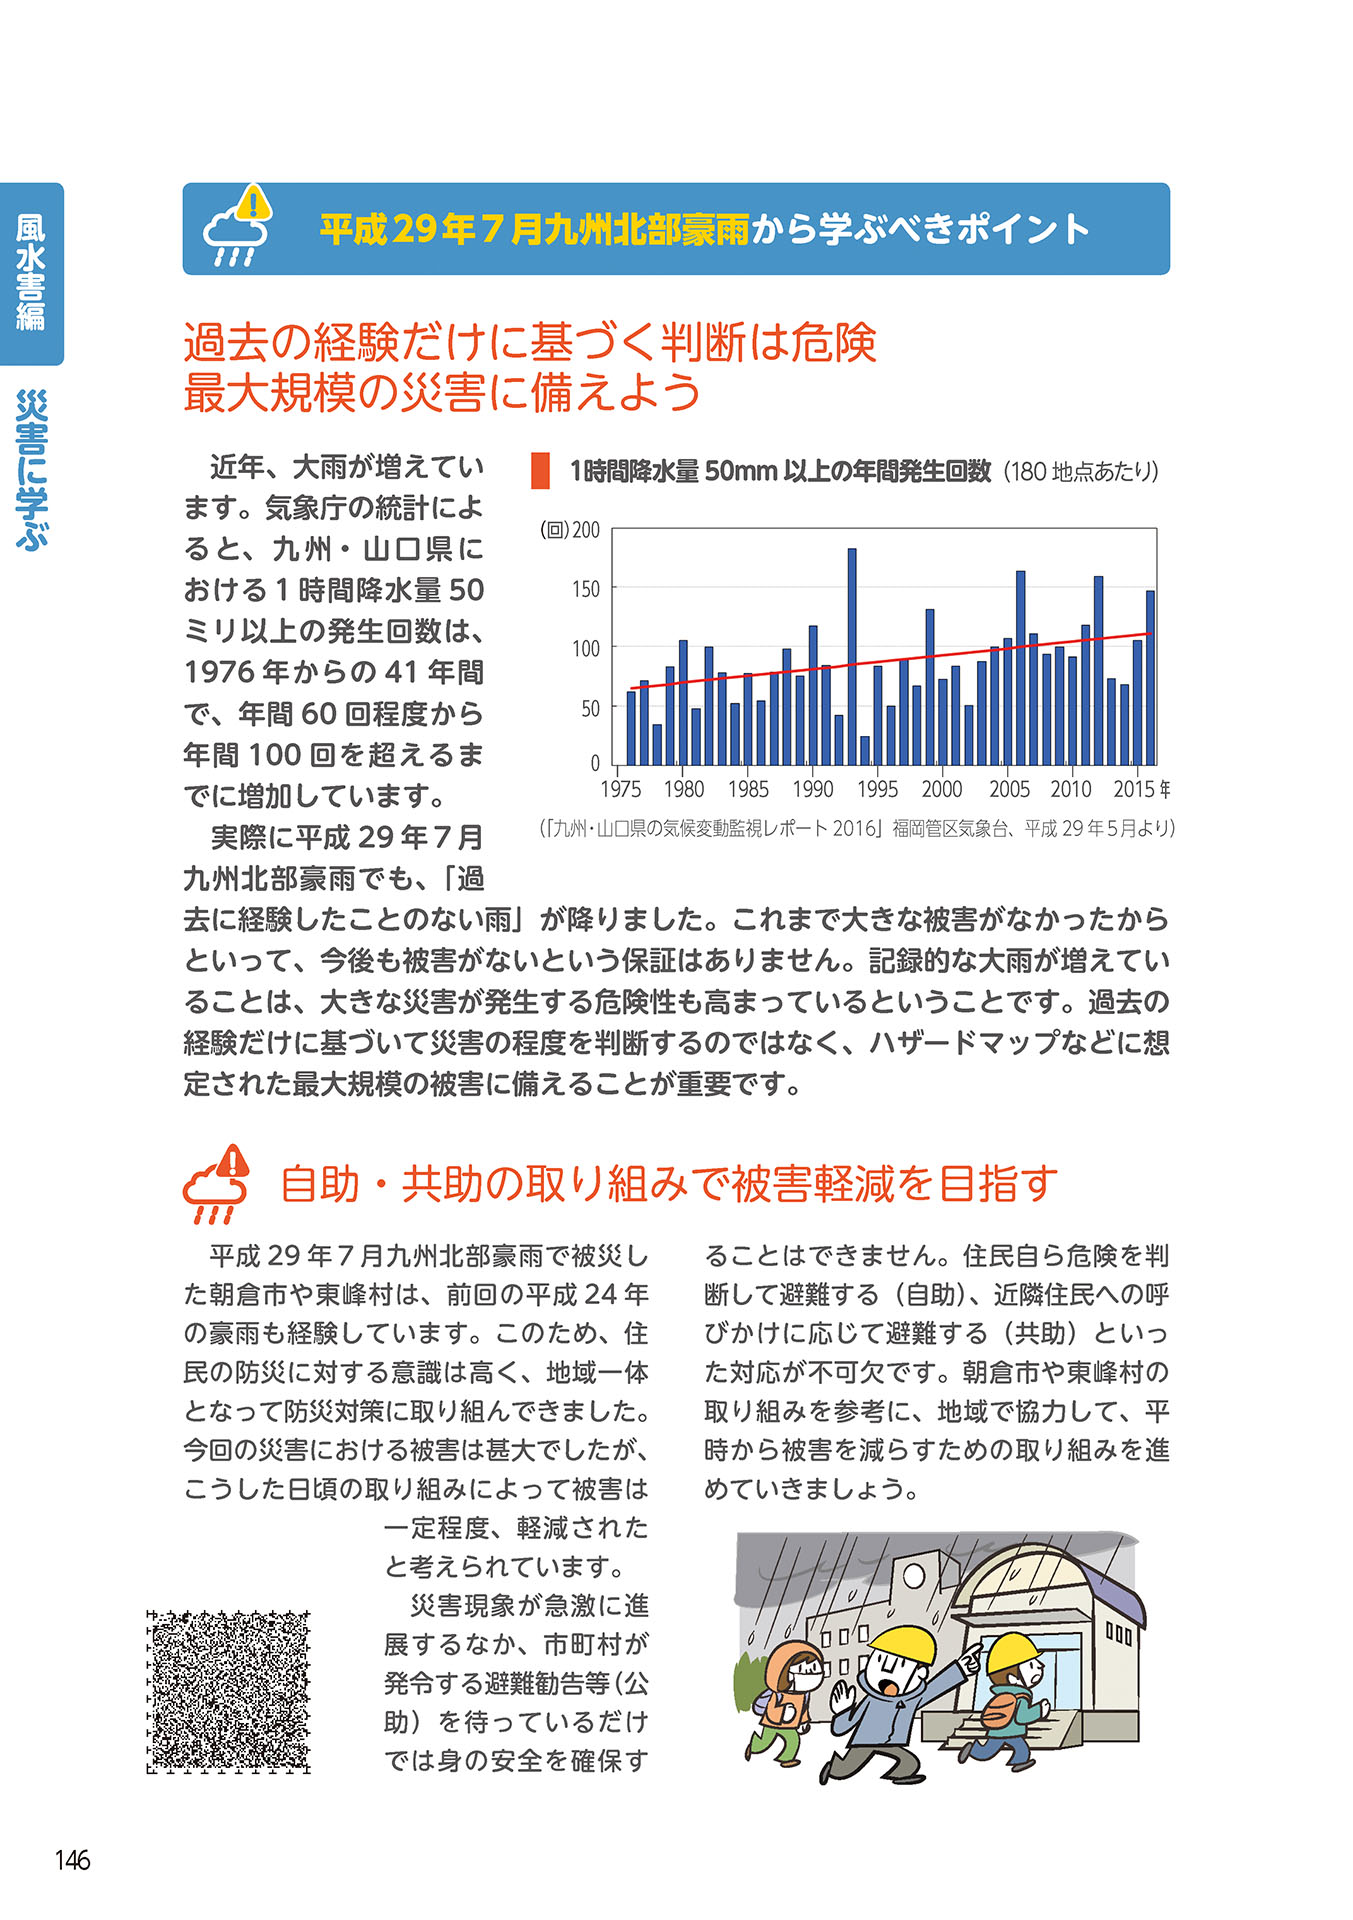 風水害編
災害に学ぶ
平成29年7月九州北部豪雨から学ぶべきポイント
過去の経験だけに基づく判断は危険
最大規模の災害に備えよう
近年、大雨が増えてい
ます。気象庁の統計によ
ると、九州・山口県に
おける1時間降水量50
ミリ以上の発生回数は、
1976年からの41年間
で、年間60回程度から
年間100回を超えるま
でに増加しています。
実際に平成29年7月
九州北部豪雨でも、「過
去に経験したことのない雨」が降りました。これまで大きな被害がなかったから
といって、今後も被害がないという保証はありません。記録的な大雨が増えてい
ることは、大きな災害が発生する危険性も高まっているということです。過去の
経験だけに基づいて災害の程度を判断するのではなく、ハザードマップなどに想
定された最大規模の被害に備えることが重要です。
1時間降水量50mm以上の年間発生回数（180地点あたり）
（回）200
150
100
50
0
1975 1980 1985 1990 1995 2000 2005 2010 2015年
（「九州・山口県の気候変動監視レポート2016」福岡管区気象台、平成29年5月より）
自助・共助の取り組みで被害軽減を目指す
平成29年7月九州北部豪雨で被災し
た朝倉市や東峰村は、前回の平成24年
の豪雨も経験しています。このため、住
民の防災に対する意識は高く、地域一体
となって防災対策に取り組んできました。
今回の災害における被害は甚大でしたが、
こうした日頃の取り組みによって被害は
一定程度、軽減された
と考えられています。
災害現象が急激に進
展するなか、市町村が
発令する避難勧告等（公
助）を待っているだけ
では身の安全を確保す
ることはできません。住民自ら危険を判
断して避難する（自助）、近隣住民への呼
びかけに応じて避難する（共助）といっ
た対応が不可欠です。朝倉市や東峰村の
取り組みを参考に、地域で協力して、平
時から被害を減らすための取り組みを進
めていきましょう。
146